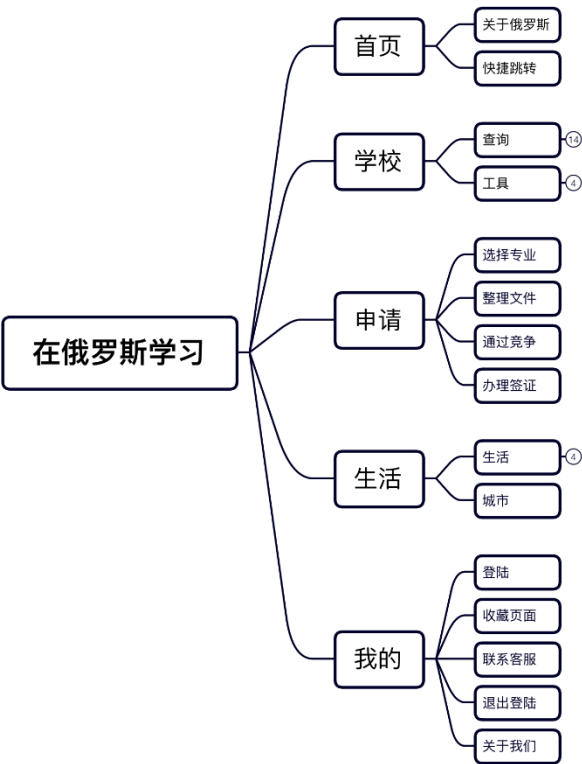 在俄罗斯学习
首页
关于俄罗斯
快捷跳转
学校
查询
14
工具
4
申请
选择专业
整理文件
通过竞争
办理签证
生活
生活
4
城市
我的
登陆
收藏页面
联系客服
退出登陆
关于我们